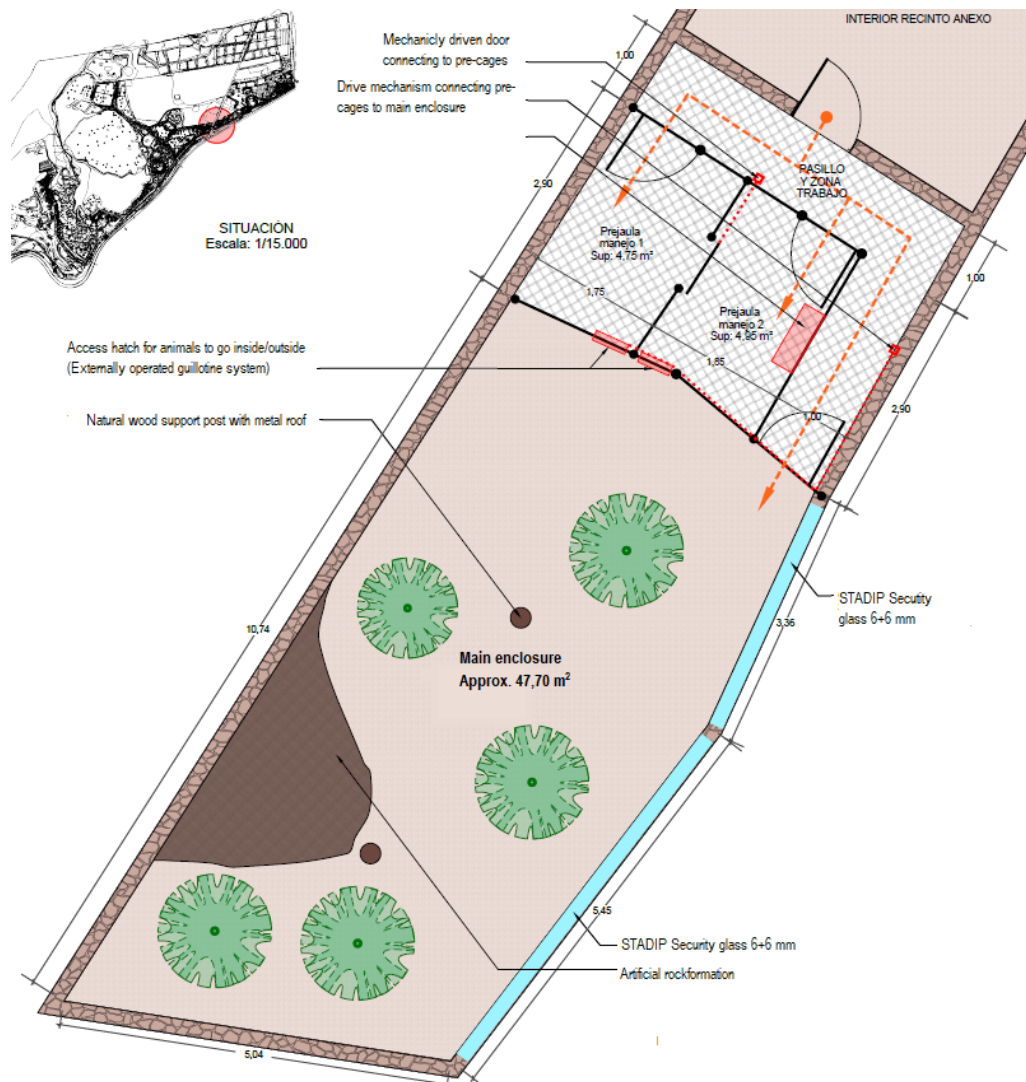 INTERIOR RECINTO ANEXO
Mechanicly driven door
connecting to pre-cages
Drive mechanism connecting pre-
cages to main enclosure
1,00
2,90
PASILLO
Y ZONA
TRABAJO
SITUACIÓN
Escala: 1/15.000
Prejaula
manejo 1
Sup: 4,75 m²
1,75
1,00
Prejaula
manejo 2
Sup: 4,95 m²
1,65
1,00
2,90
Access hatch for animals to go inside/outside
(Externally operated guillotine system)
Natural wood support post with metal roof
STADIP Secutity
glass 6+6 mm
3,36
10,74
Main enclosure
Approx. 47,70 m²
5,45
STADIP Security glass 6+6 mm
Artificial rockformation
5,04